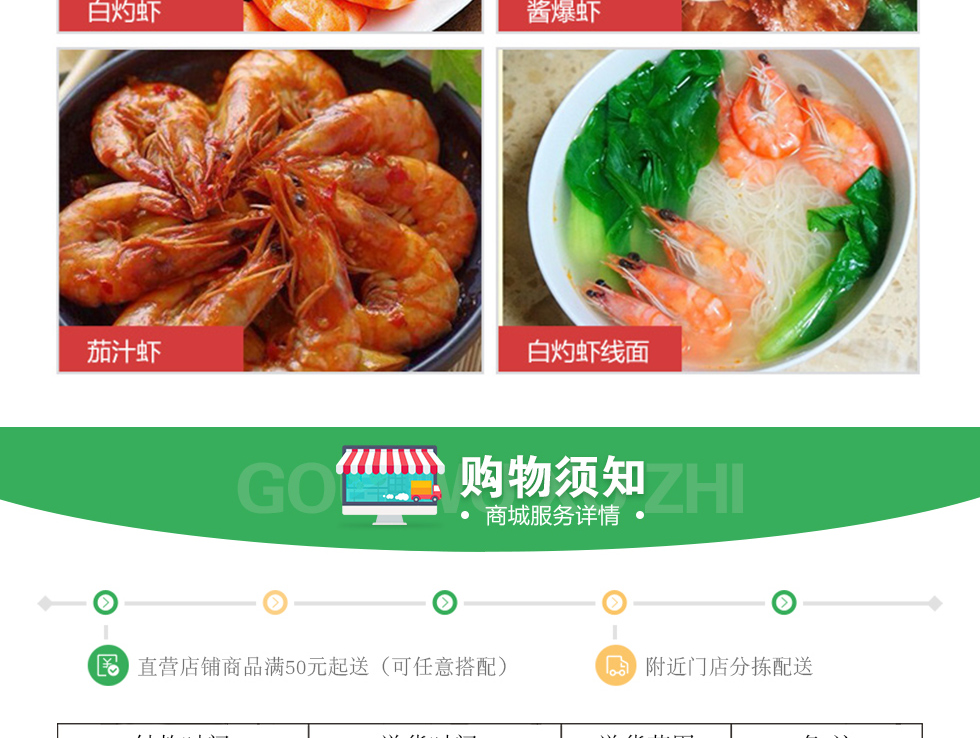 白灼虾
酱爆虾
茄汁虾
白灼虾线面
购物须知
• 商城服务详情 •
直营店铺商品满50元起送（可任意搭配）
附近门店分拣配送